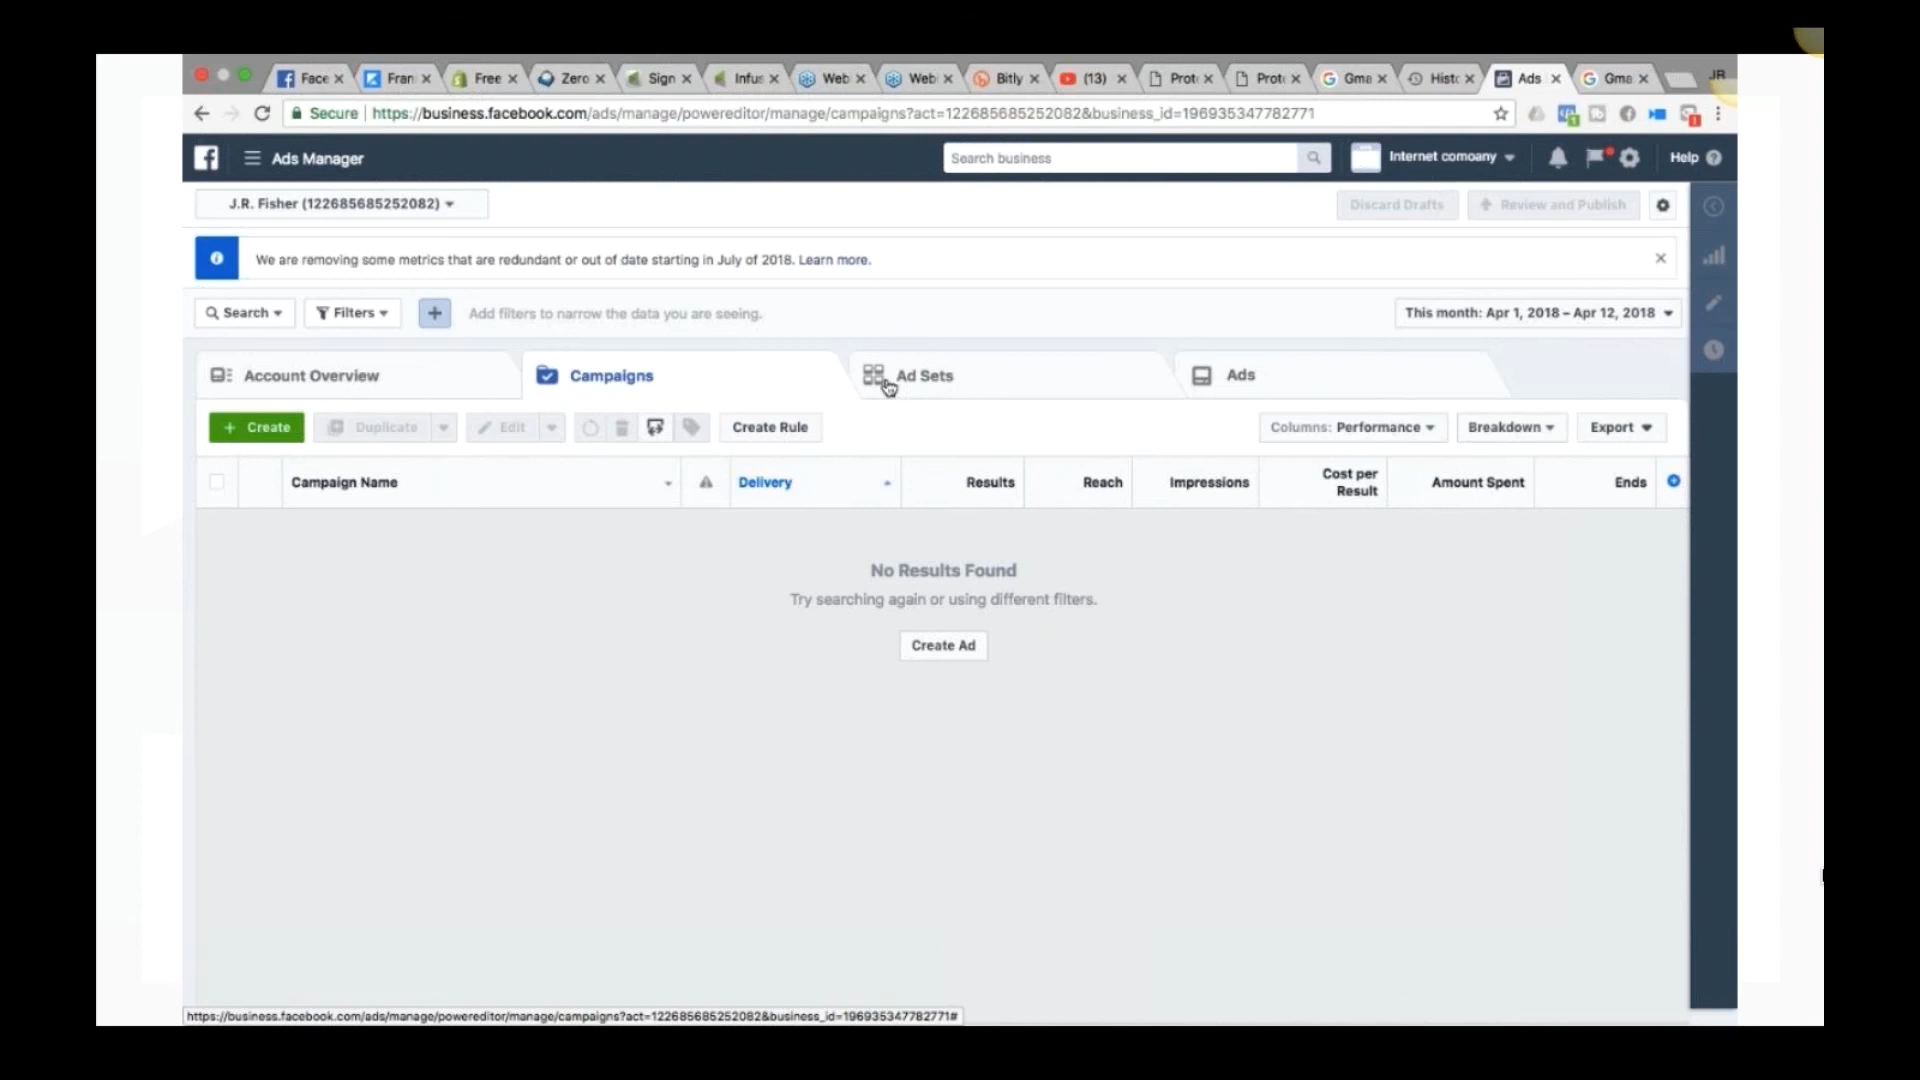 Face Fran Free Zero Sign Infus Web Web Bitly (13) Prot Prot Gma Histo Ads Gma JR
Secure https://business.facebook.com/ads/manage/powereditor/manage/campaigns?act=122685685252082&business_id=196935347782771
Ads Manager Search business Internet comoany Help
J.R. Fisher (122685685252082) Discard Drafts Review and Publish
We are removing some metrics that are redundant or out of date starting in July of 2018. Learn more.
Search Filters Add filters to narrow the data you are seeing. This month: Apr 1, 2018 – Apr 12, 2018
Account Overview Campaigns Ad Sets Ads
+ Create Duplicate Edit Create Rule Columns: Performance Breakdown Export
Campaign Name Delivery Results Reach Impressions Cost per Result Amount Spent Ends
No Results Found
Try searching again or using different filters.
Create Ad
https://business.facebook.com/ads/manage/powereditor/manage/campaigns?act=122685685252082&business_id=196935347782771#